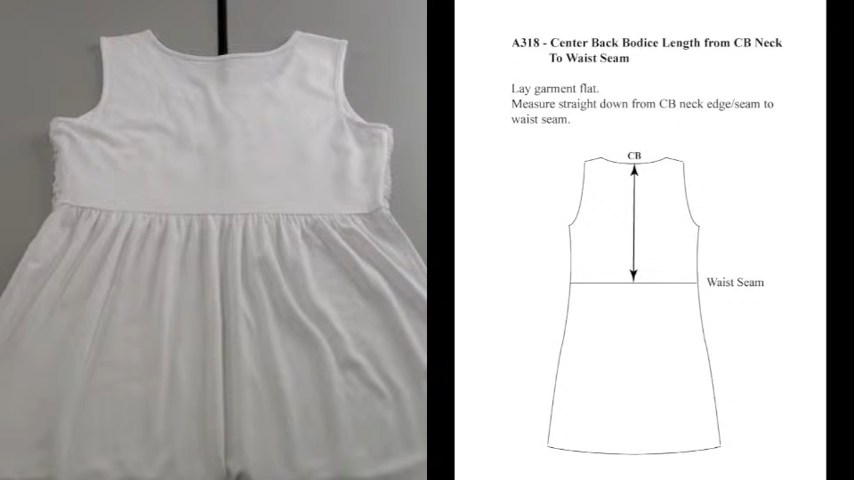 A318 - Center Back Bodice Length from CB Neck
To Waist Seam
Lay garment flat.
Measure straight down from CB neck edge/seam to
waist seam.
CB
Waist Seam